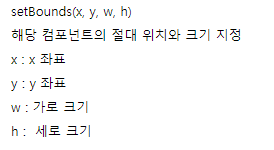 setBounds(x, y, w, h)
해당 컴포넌트의 절대 위치와 크기 지정
x : x 좌표
y : y 좌표
w : 가로 크기
h :  세로 크기